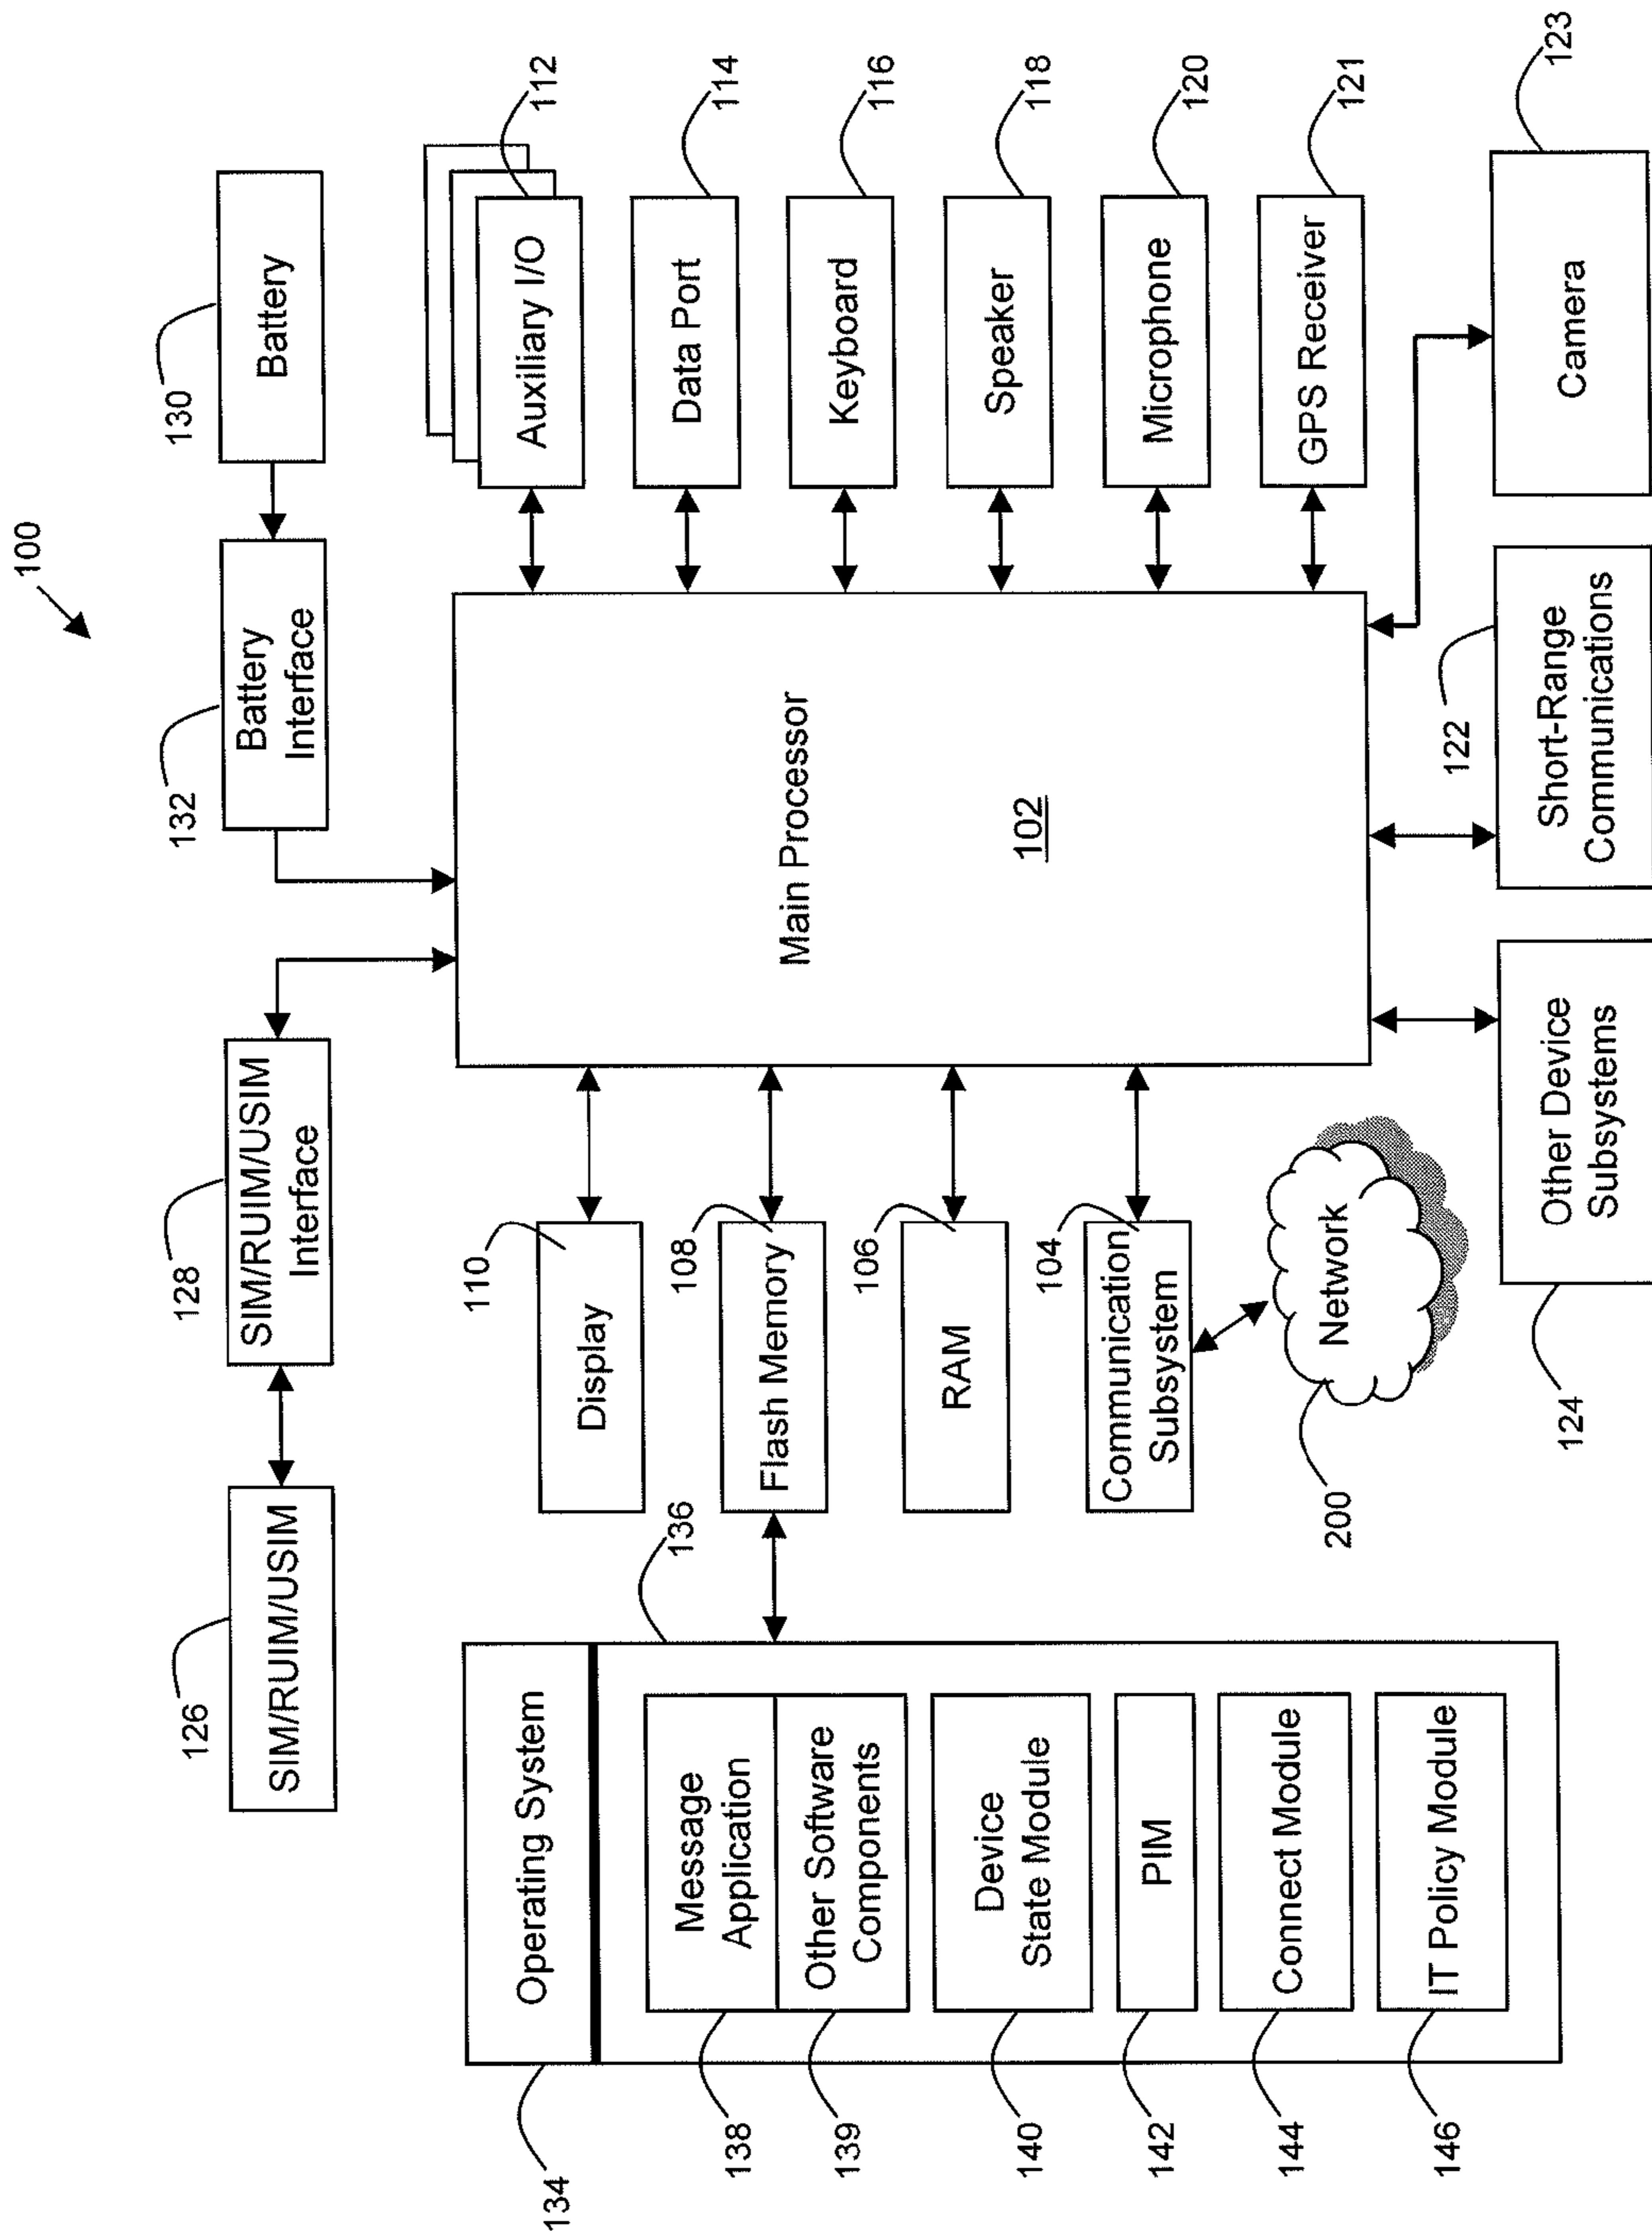 100
126
SIM/RUIM/USIM
128
SIM/RUIM/USIM
Interface
132
Battery
Interface
130
Battery
134
Operating System
136
138
Message
Application
139
Other Software
Components
140
Device
State Module
142
PIM
144
Connect Module
146
IT Policy Module
110
Display
108
Flash Memory
106
RAM
104
Communication
Subsystem
200
Network
Main Processor
102
Auxiliary I/O
112
Data Port
114
Keyboard
116
Speaker
118
Microphone
120
GPS Receiver
121
124
Other Device
Subsystems
122
Short-Range
Communications
Camera
123